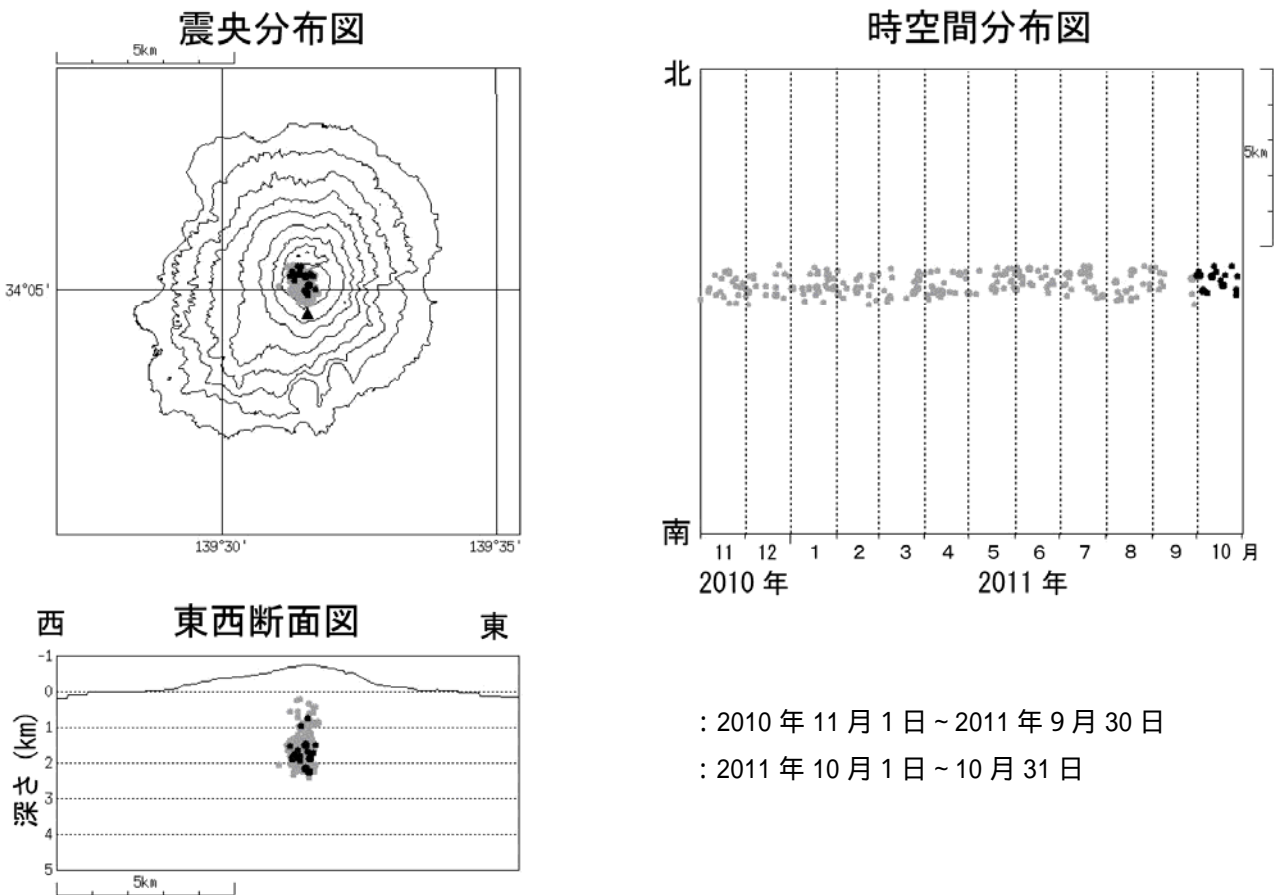 震央分布図
5km
34°05'
139°30'
139°35'
時空間分布図
北
5km
南
11 12 1 2 3 4 5 6 7 8 9 10 月
2010 年 2011 年
西 東西断面図 東
-1
0
1
2
3
4
5
深さ (km)
5km
: 2010 年 11 月 1 日 ~ 2011 年 9 月 30 日
: 2011 年 10 月 1 日 ~ 10 月 31 日